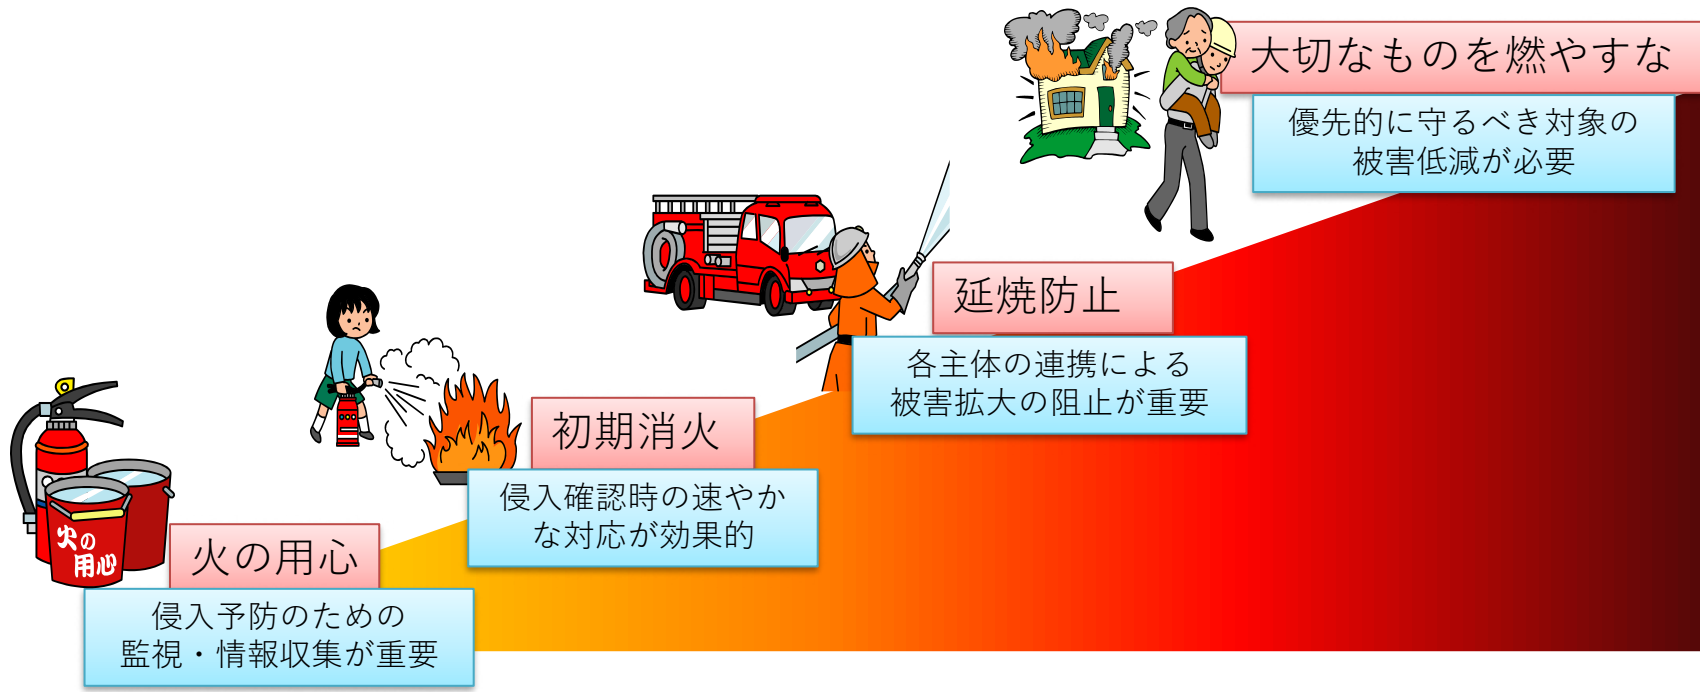 大切なものを燃やすな
優先的に守るべき対象の
被害低減が必要
延焼防止
各主体の連携による
被害拡大の阻止が重要
初期消火
侵入確認時の速やか
な対応が効果的
火の
用心
火の用心
侵入予防のための
監視・情報収集が重要